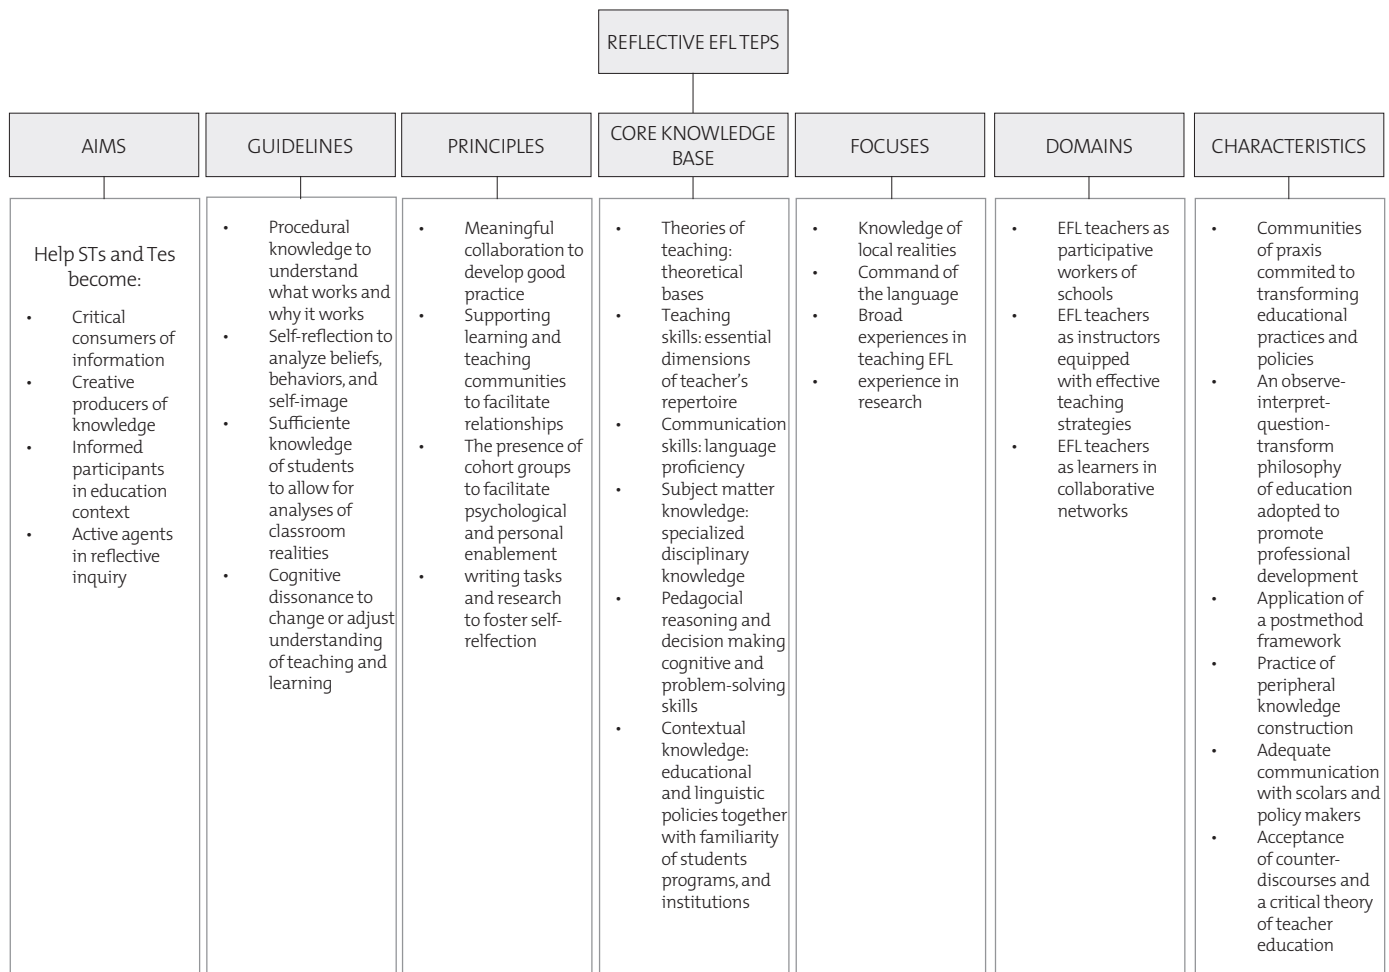 REFLECTIVE EFL TEPS
AIMS
Help STs and Tes
become:
• Critical
consumers of
information
• Creative
producers of
knowledge
• Informed
participants
in education
context
• Active agents
in reflective
inquiry
GUIDELINES
• Procedural
knowledge to
understand
what works and
why it works
• Self-reflection to
analyze beliefs,
behaviors, and
self-image
• Sufficiente
knowledge
of students
to allow for
analyses of
classroom
realities
• Cognitive
dissonance to
change or adjust
understanding
of teaching and
learning
PRINCIPLES
• Meaningful
collaboration to
develop good
practice
• Supporting
learning and
teaching
communities
to facilitate
relationships
• The presence of
cohort groups
to facilitate
psychological
and personal
enablement
• writing tasks
and research
to foster self-
relfection
CORE KNOWLEDGE
BASE
• Theories of
teaching:
theoretical
bases
• Teaching
skills: essential
dimensions
of teacher's
repertoire
• Communication
skills: language
proficiency
• Subject matter
knowledge:
specialized
disciplinary
knowledge
• Pedagocial
reasoning and
decision making
cognitive and
problem-solving
skills
• Contextual
knowledge:
educational
and linguistic
policies together
with familiarity
of students
programs, and
institutions
FOCUSES
• Knowledge of
local realities
• Command of
the language
• Broad
experiences in
teaching EFL
• experience in
research
DOMAINS
• EFL teachers as
participative
workers of
schools
• EFL teachers
as instructors
equipped
with effective
teaching
strategies
• EFL teachers
as learners in
collaborative
networks
CHARACTERISTICS
• Communities
of praxis
commited to
transforming
educational
practices and
policies
• An observe-
interpret-
question-
transform
philosophy
of education
adopted to
promote
professional
development
• Application of
a postmethod
framework
• Practice of
peripheral
knowledge
construction
• Adequate
communication
with scolars and
policy makers
• Acceptance
of counter-
discourses and
a critical theory
of teacher
education